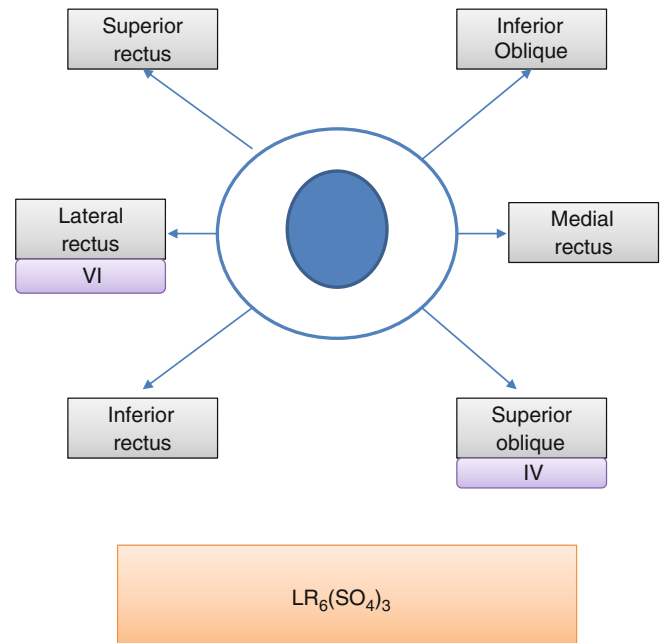 Superior
rectus
Inferior
Oblique
Lateral
rectus
VI
Medial
rectus
Inferior
rectus
Superior
oblique
IV
LR₆(SO₄)₃